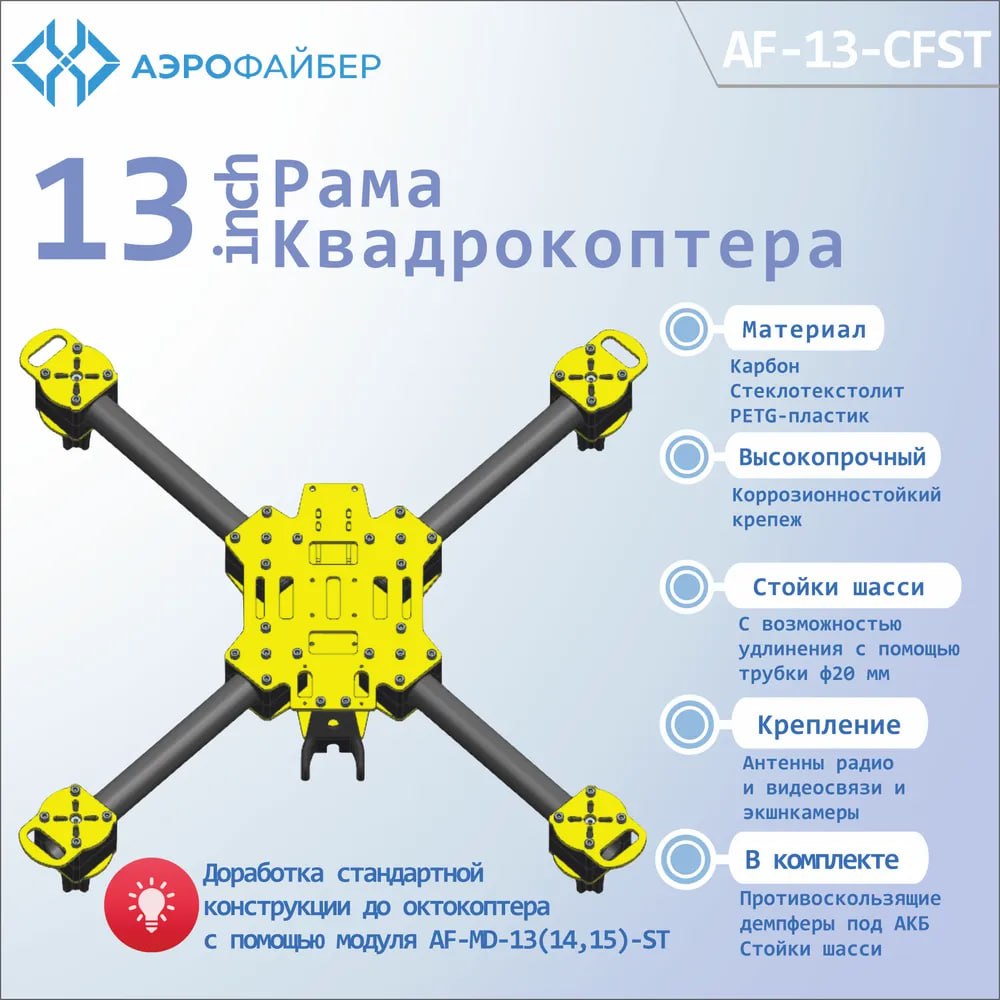 АЭРОФАЙБЕР
AF-13-CFST
13 inch
Рама
Квадрокоптера
Материал
Карбон
Стеклотекстолит
PETG-пластик
Высокопрочный
Коррозионностойкий
крепеж
Стойки шасси
С возможностью
удлинения с помощью
трубки ф20 мм
Крепление
Антенны радио
и видеосвязи и
экшнкамеры
В комплекте
Противоскользящие
демпферы под АКБ
Стойки шасси
Доработка стандартной
конструкции до октокоптера
с помощью модуля AF-MD-13(14,15)-ST